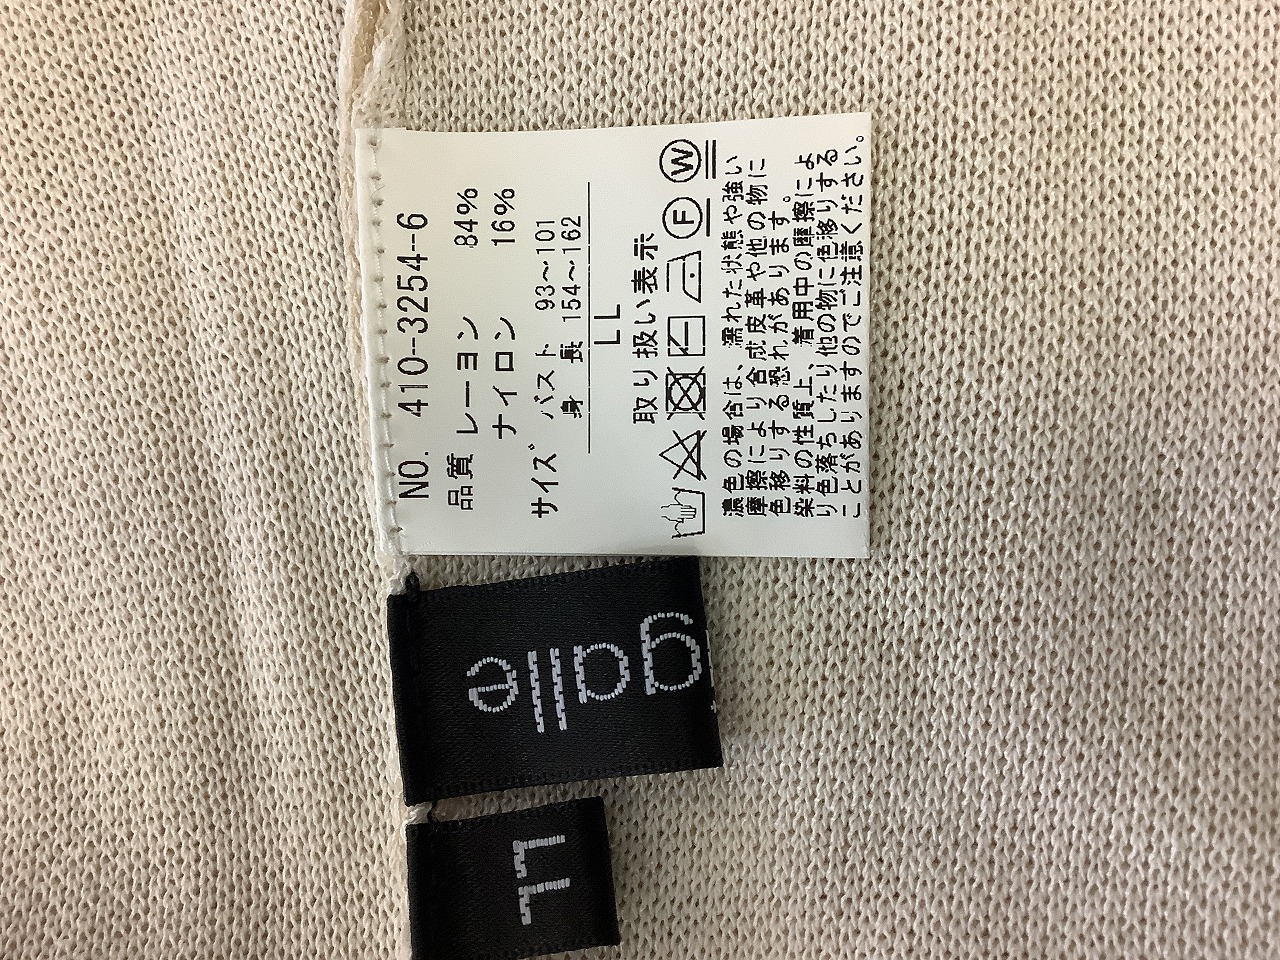 NO. 410-3254-6
品質 レーヨン 84%
ナイロン 16%
サイズ バスト 93~101
身長 154~162
LL
取り扱い表示
F W
濃色の場合は、濡れた状態や強い
摩擦により合成皮革や他の物に
色移りする恐れがあります。
染料の性質上、着用中の摩擦によ
り色落ちしたり他の物に色移りする
ことがありますのでご注意ください。
galle
LL